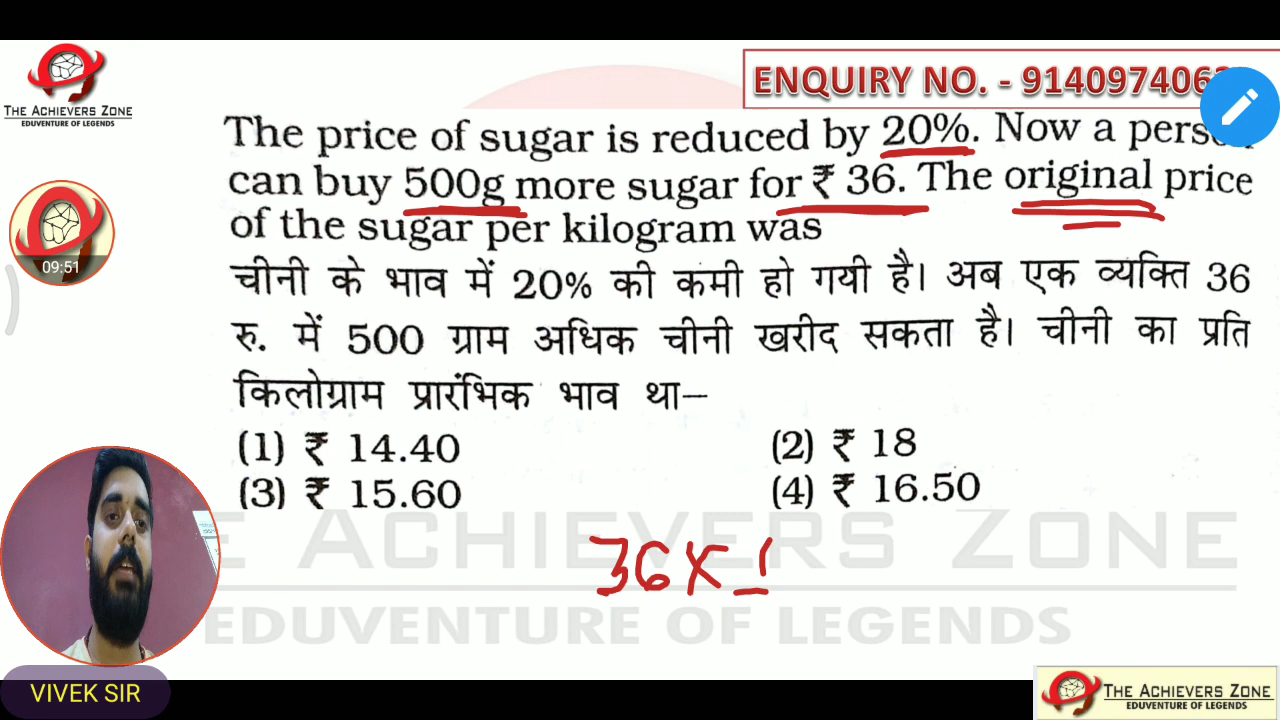 THE ACHIEVERS ZONE
EDUVENTURE OF LEGENDS
ENQUIRY NO. - 914097406
The price of sugar is reduced by 20%. Now a
can buy 500g more sugar for ₹ 36. The original price
of the sugar per kilogram was
09:51
चीनी के भाव में 20% की कमी हो गयी है। अब एक व्यक्ति 36
रु. में 500 ग्राम अधिक चीनी खरीद सकता है। चीनी का प्रति
किलोग्राम प्रारंभिक भाव था–
(1) ₹ 14.40 (2) ₹ 18
(3) ₹ 15.60 (4) ₹ 16.50
ACHIEVERS ZONE
EDUVENTURE OF LEGENDS
36 × 1
VIVEK SIR
THE ACHIEVERS ZONE
EDUVENTURE OF LEGENDS